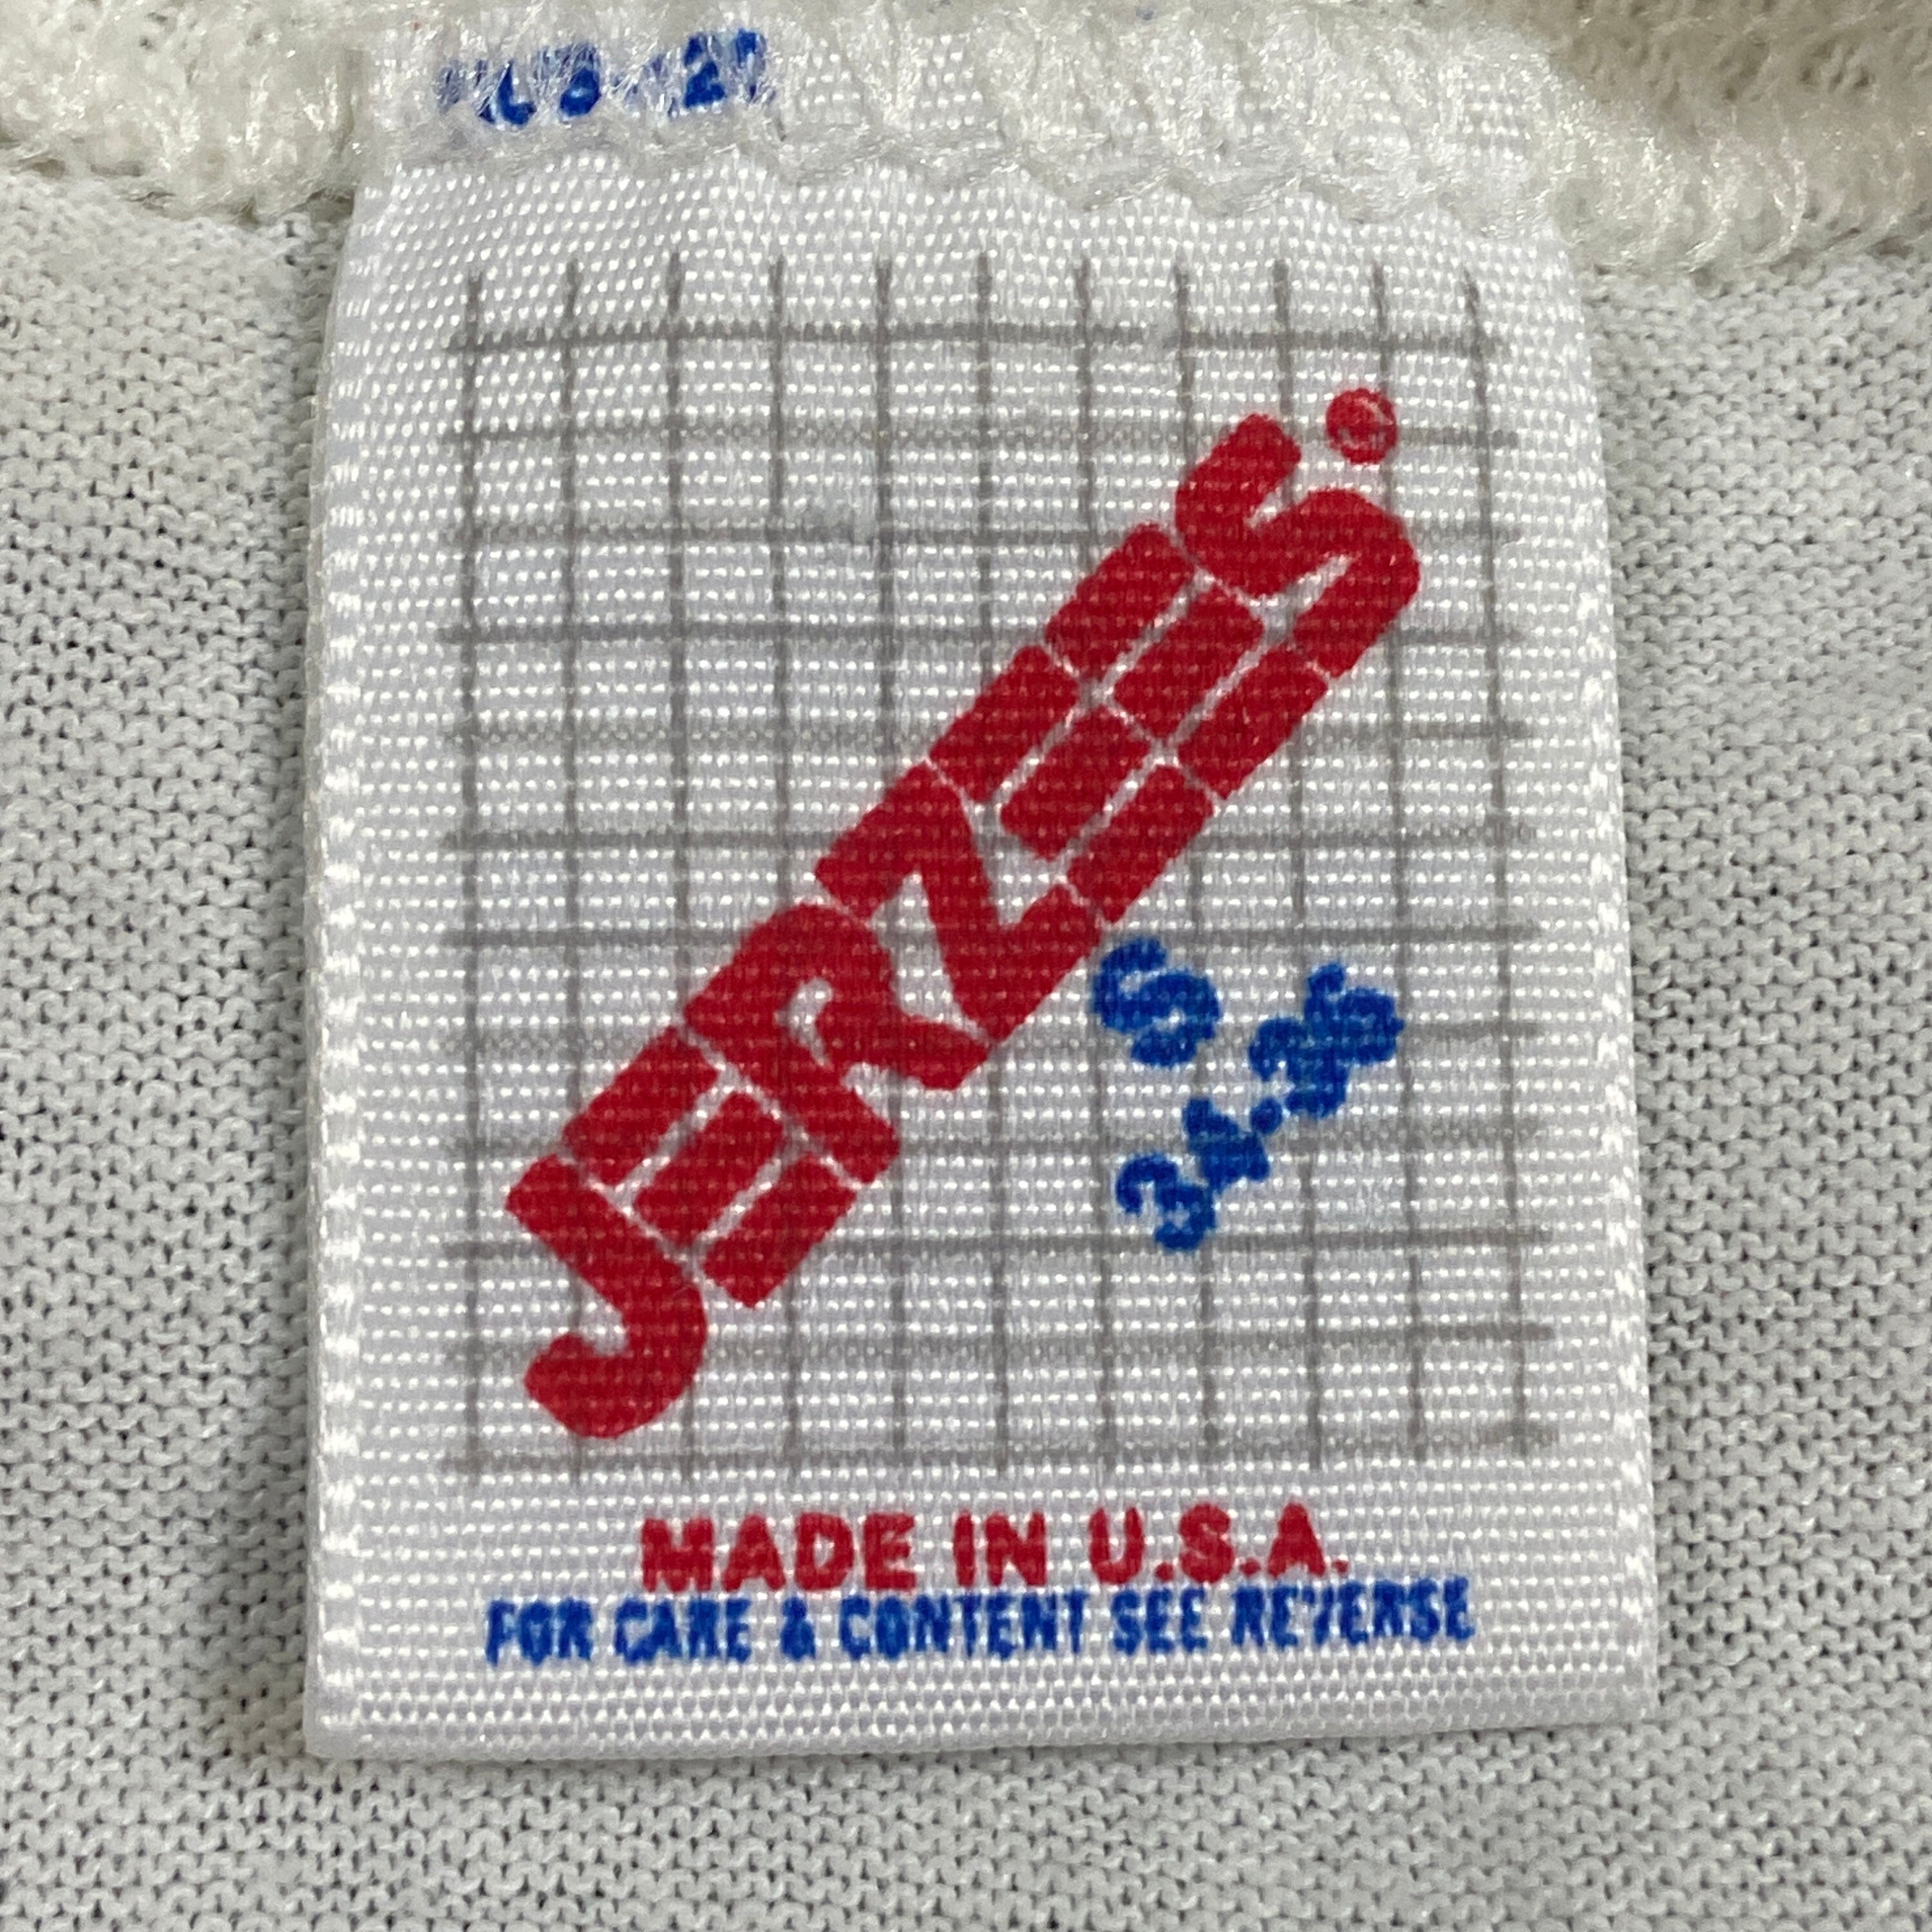 JERZEES.
S
34-36
MADE IN U.S.A.
FOR CARE & CONTENT SEE REVERSE